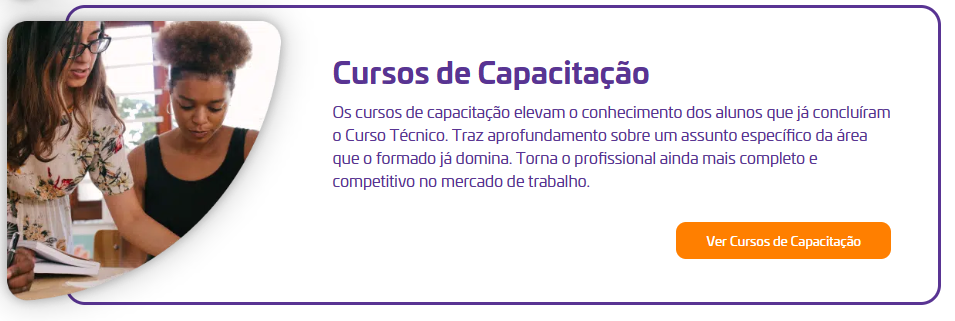 Cursos de Capacitação
Os cursos de capacitação elevam o conhecimento dos alunos que já concluíram
o Curso Técnico. Traz aprofundamento sobre um assunto específico da área
que o formado já domina. Torna o profissional ainda mais completo e
competitivo no mercado de trabalho.
Ver Cursos de Capacitação